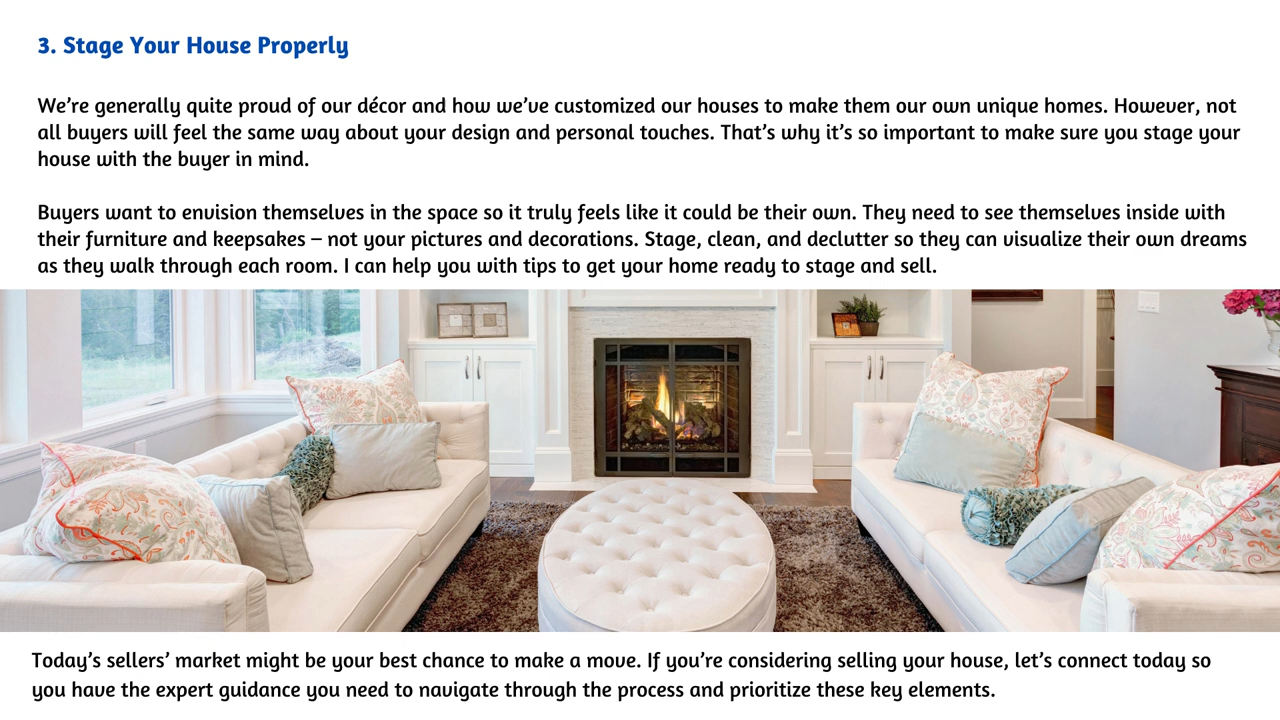 3. Stage Your House Properly
We’re generally quite proud of our décor and how we’ve customized our houses to make them our own unique homes. However, not
all buyers will feel the same way about your design and personal touches. That’s why it’s so important to make sure you stage your
house with the buyer in mind.
Buyers want to envision themselves in the space so it truly feels like it could be their own. They need to see themselves inside with
their furniture and keepsakes – not your pictures and decorations. Stage, clean, and declutter so they can visualize their own dreams
as they walk through each room. I can help you with tips to get your home ready to stage and sell.
Today’s sellers’ market might be your best chance to make a move. If you’re considering selling your house, let’s connect today so
you have the expert guidance you need to navigate through the process and prioritize these key elements.